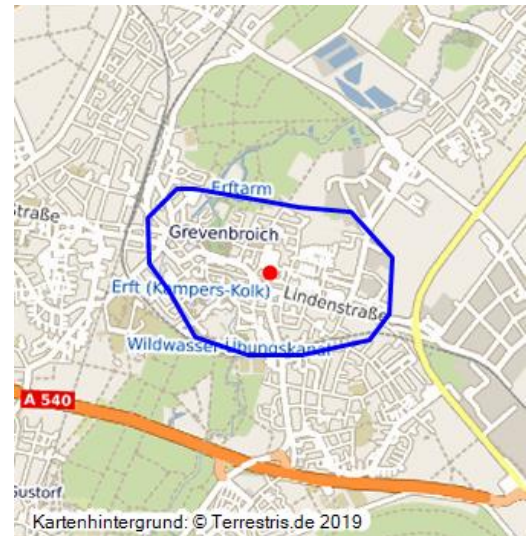 Erftarm
Straße
Grevenbroich
Erft (Kampers-Kolk)
Lindenstraße
Wildwasser-Übungskanal
A 540
Gustorf
Kartenhintergrund: © Terrestris.de 2019